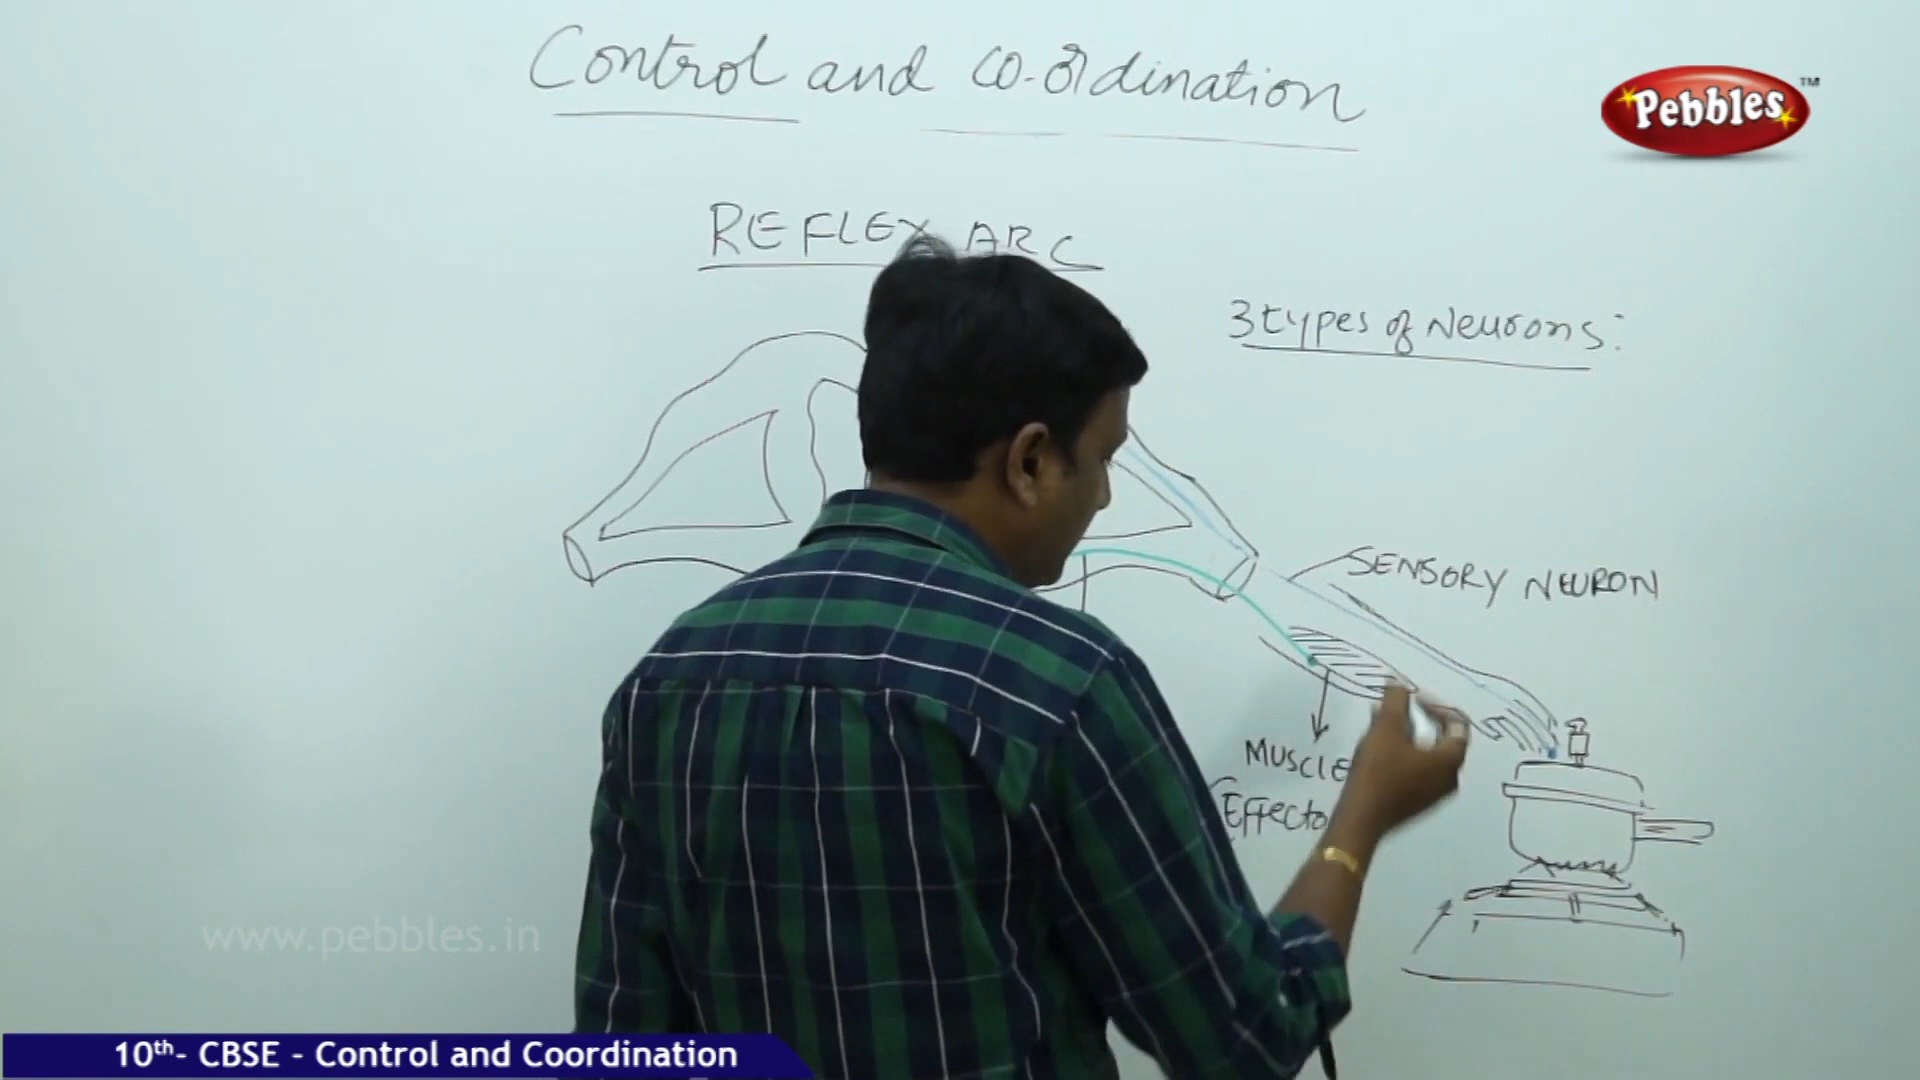 Control and co-ordination
Pebbles™
REFLEX ARC
3 types of Neurons:
SENSORY NEURON
MUSCLE
Effecto
www.pebbles.in
10th- CBSE - Control and Coordination